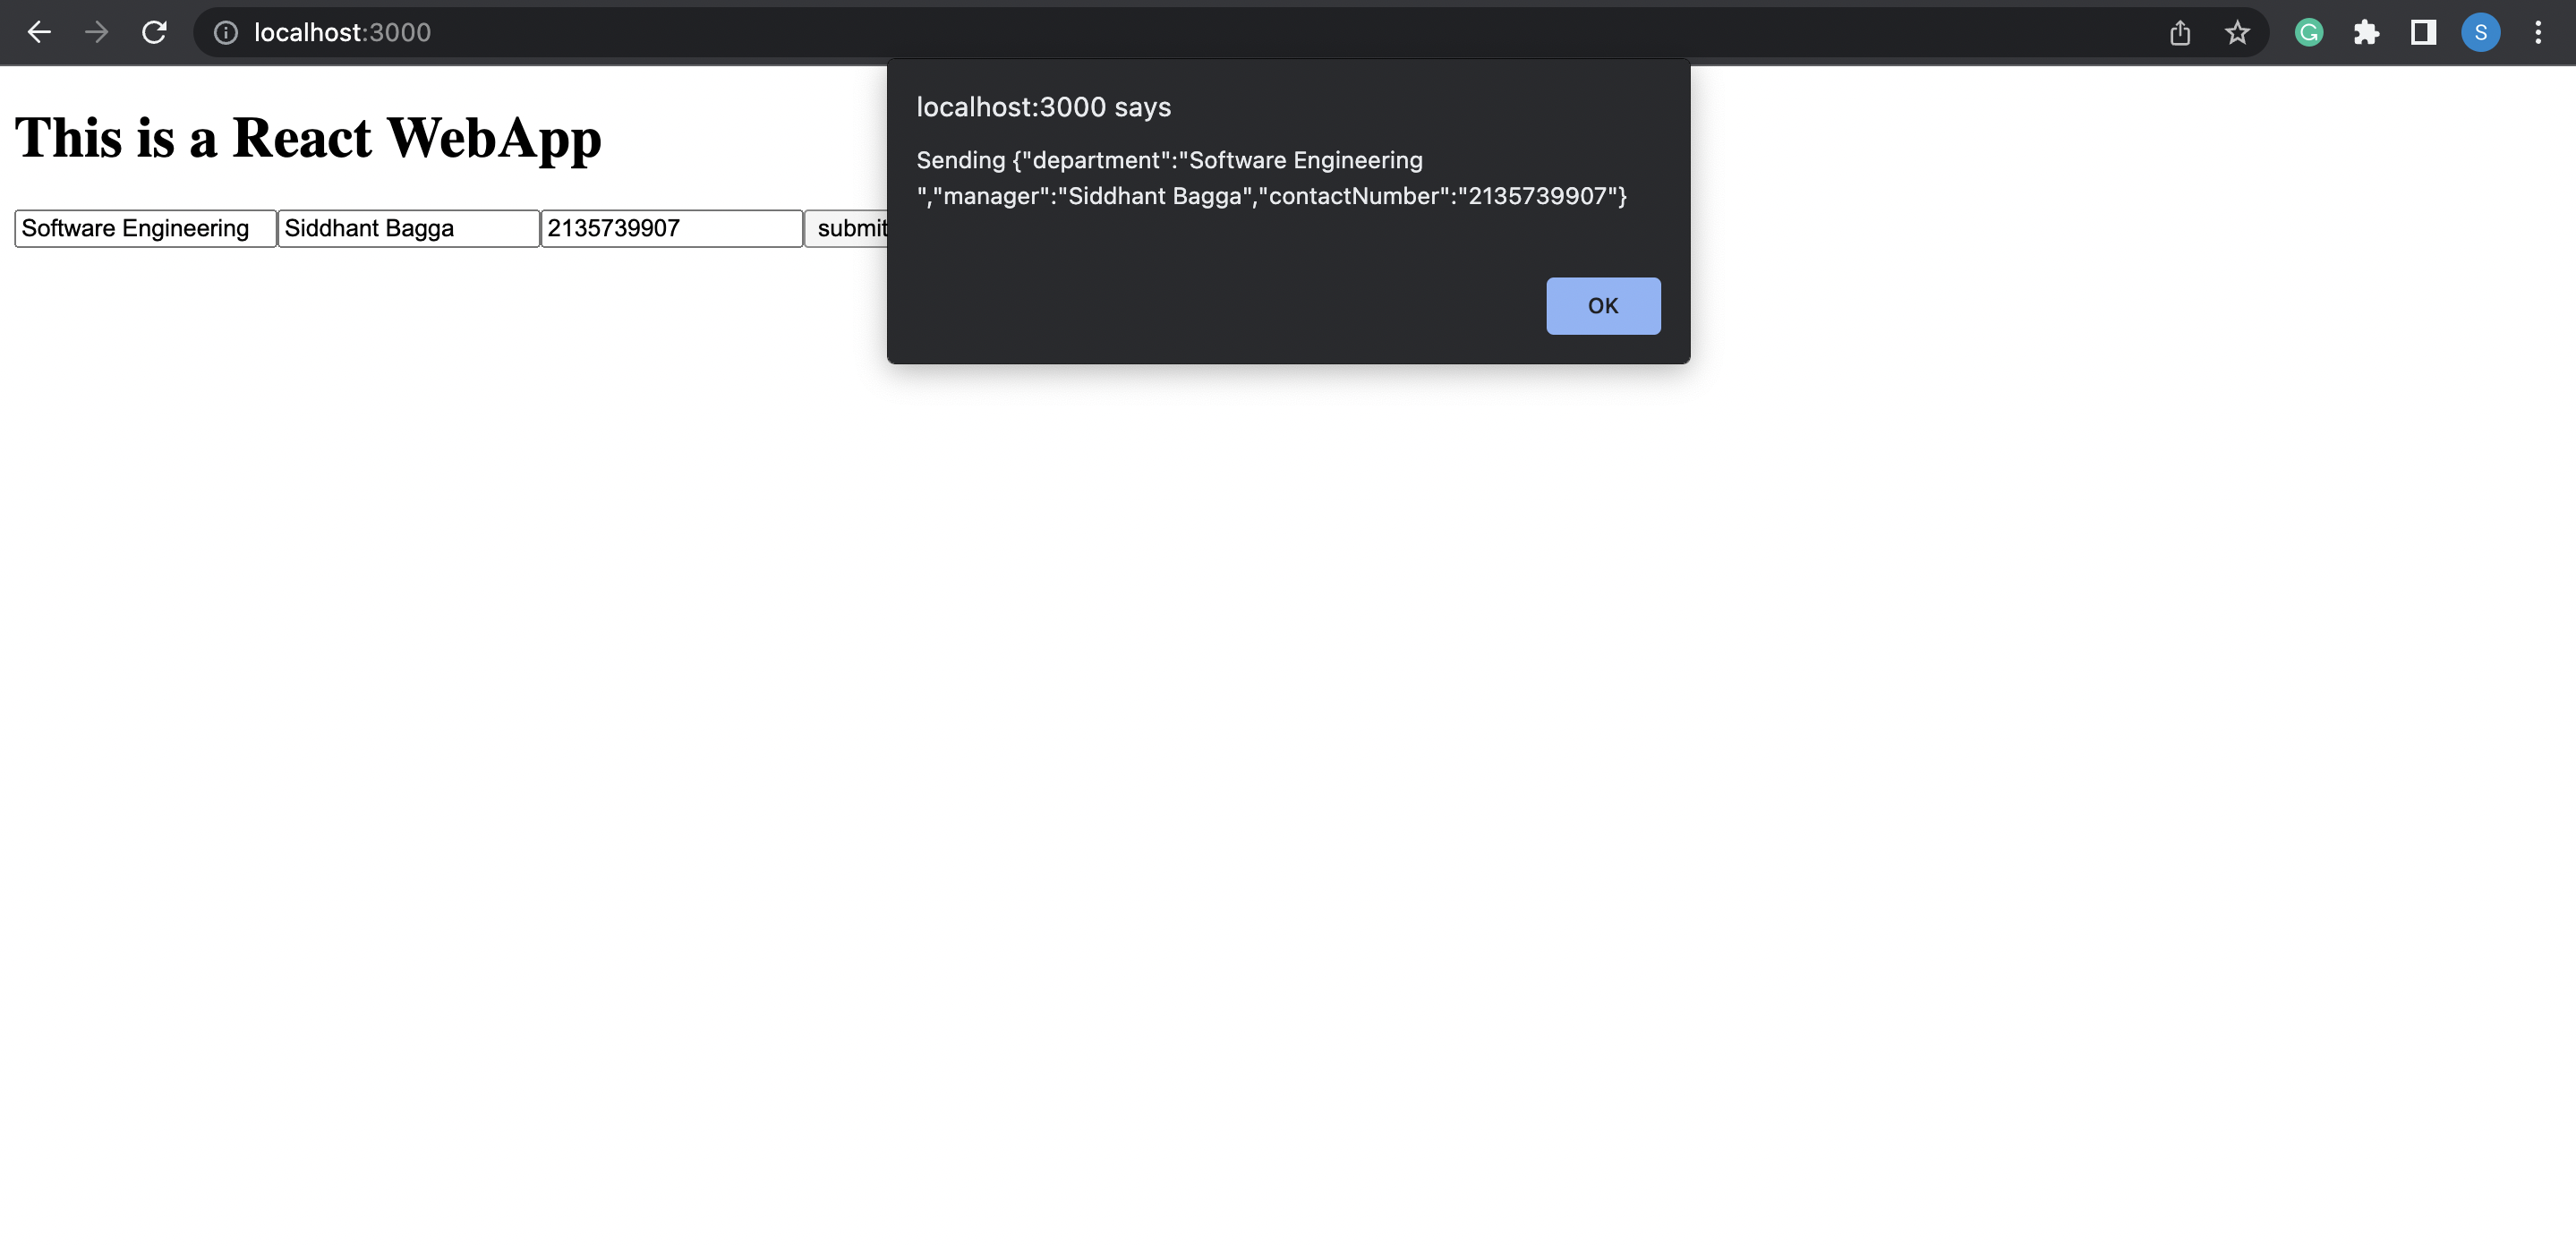 localhost:3000
S
localhost:3000 says
Sending {"department":"Software Engineering
","manager":"Siddhant Bagga","contactNumber":"2135739907"}
OK
This is a React WebApp
Software Engineering Siddhant Bagga 2135739907 submit